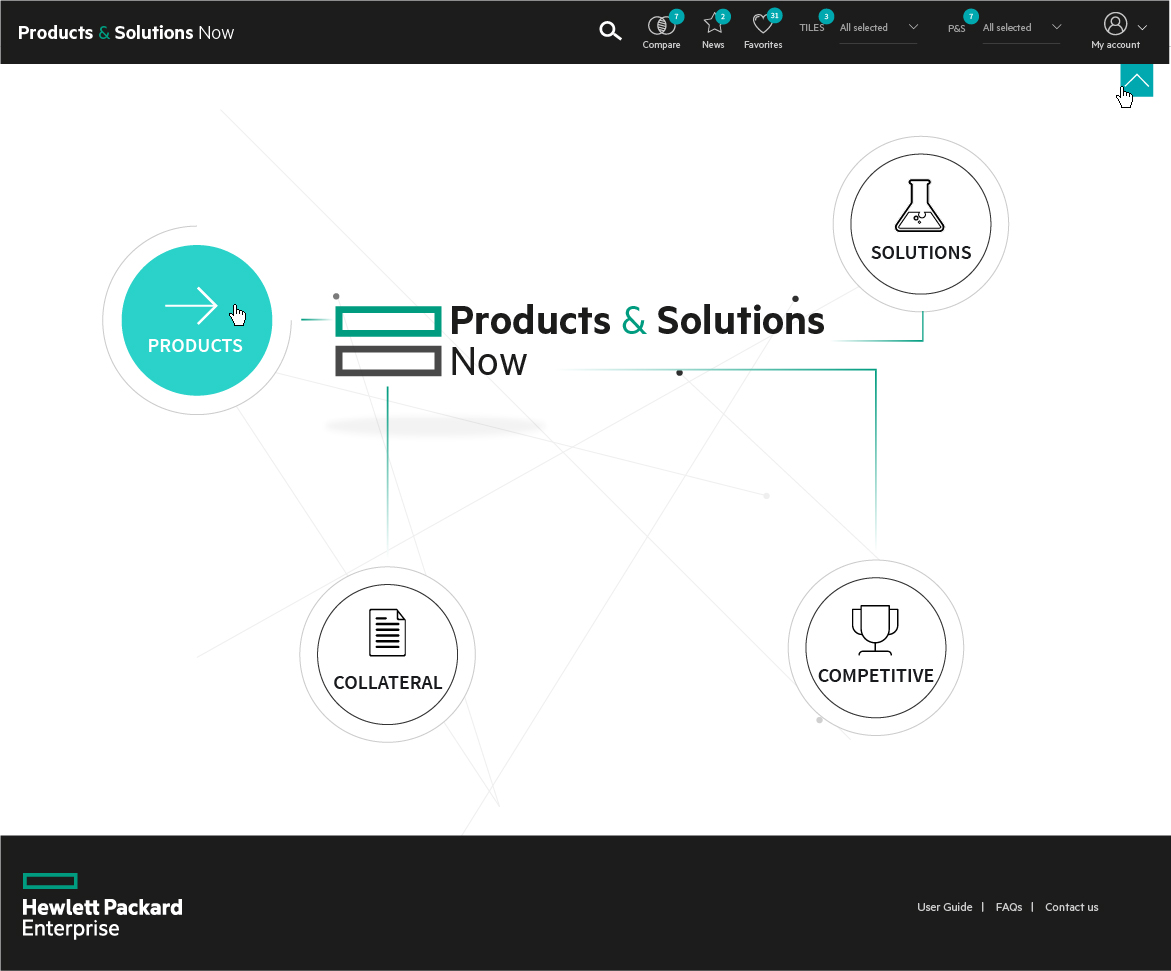 Products & Solutions Now
7
2
31
3
7
Compare
News
Favorites
TILES
All selected
P&S
All selected
My account
SOLUTIONS
PRODUCTS
Products & Solutions
Now
COLLATERAL
COMPETITIVE
Hewlett Packard
Enterprise
User Guide | FAQs | Contact us